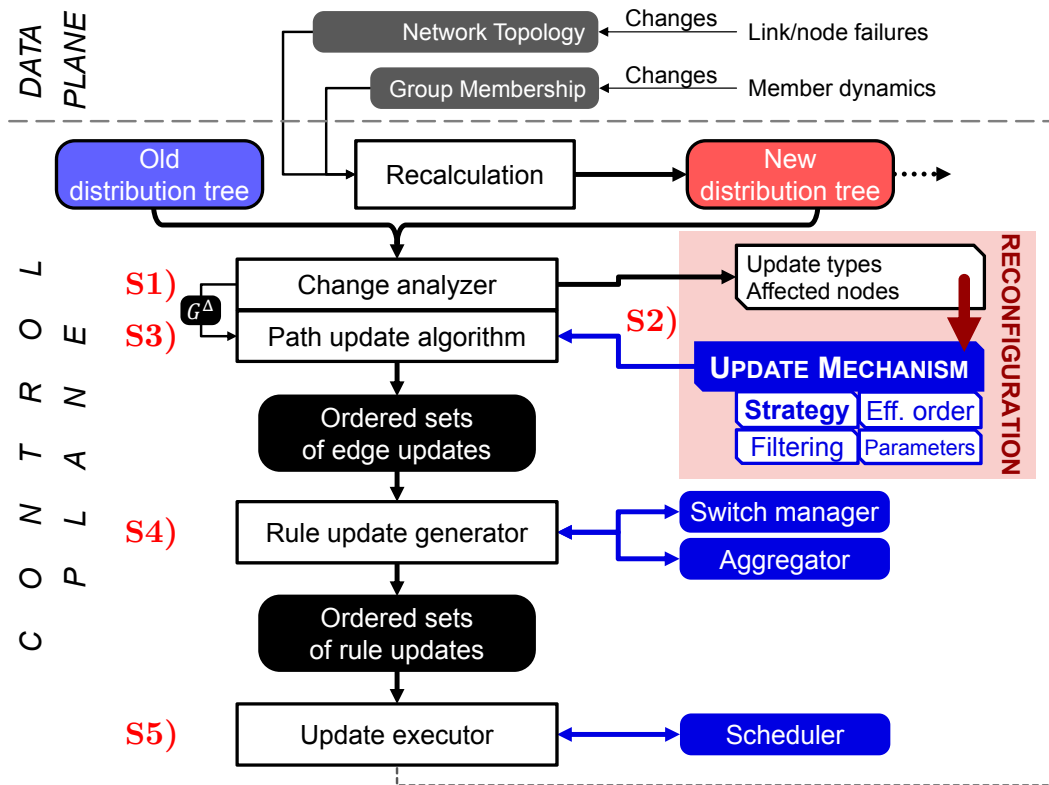 DATA
PLANE
Network Topology
Changes
Link/node failures
Group Membership
Changes
Member dynamics
Old
distribution tree
Recalculation
New
distribution tree
CONTROL
PLANE
S1)
Change analyzer
G^Δ
S3)
Path update algorithm
S2)
Update types
Affected nodes
RECONFIGURATION
UPDATE MECHANISM
Strategy
Eff. order
Filtering
Parameters
Ordered sets
of edge updates
S4)
Rule update generator
Switch manager
Aggregator
Ordered sets
of rule updates
S5)
Update executor
Scheduler